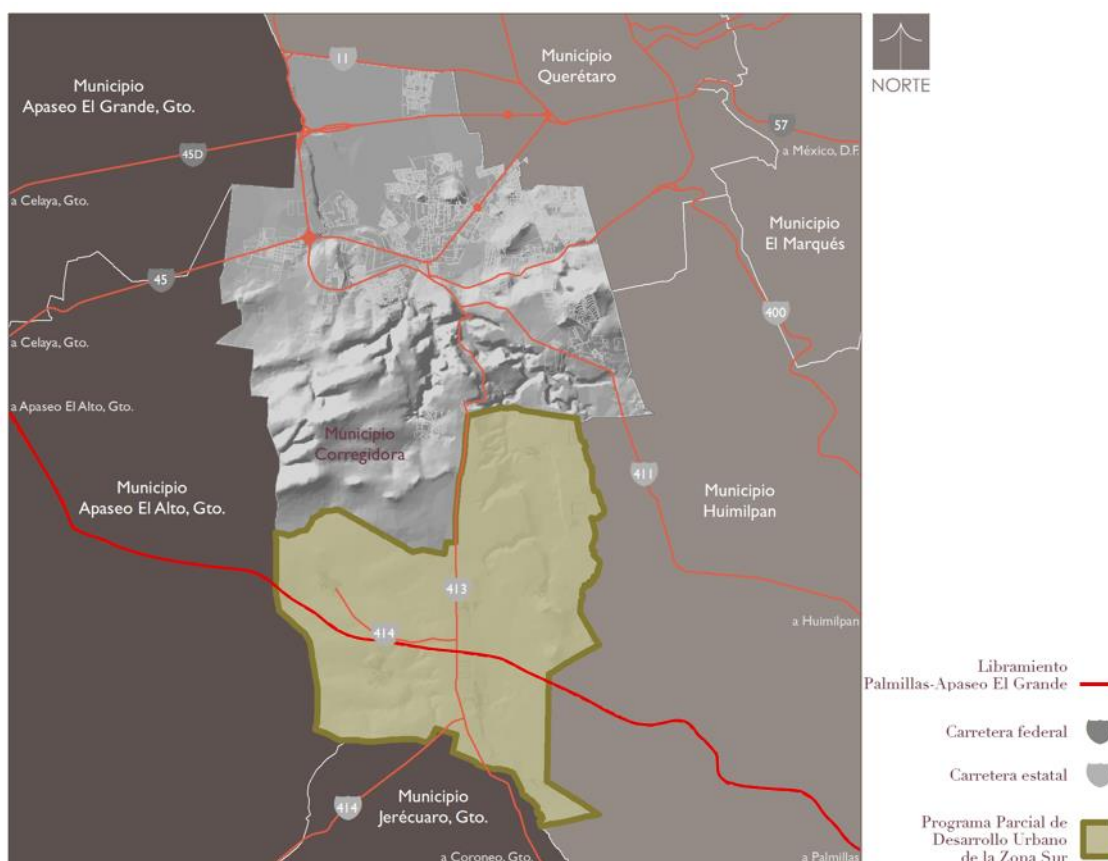 NORTE
11
Municipio
Querétaro
Municipio
Apaseo El Grande, Gto.
57
a México, D.F.
45D
a Celaya, Gto.
Municipio
El Marqués
45
400
a Celaya, Gto.
a Apaseo El Alto, Gto.
Municipio
Corregidora
411
Municipio
Apaseo El Alto, Gto.
Municipio
Huimilpan
413
a Huimilpan
414
Municipio
Jerécuaro, Gto.
414
a Coroneo, Gto.
a Palmillas
Libramiento
Palmillas-Apaseo El Grande
Carretera federal
Carretera estatal
Programa Parcial de
Desarrollo Urbano
de la Zona Sur